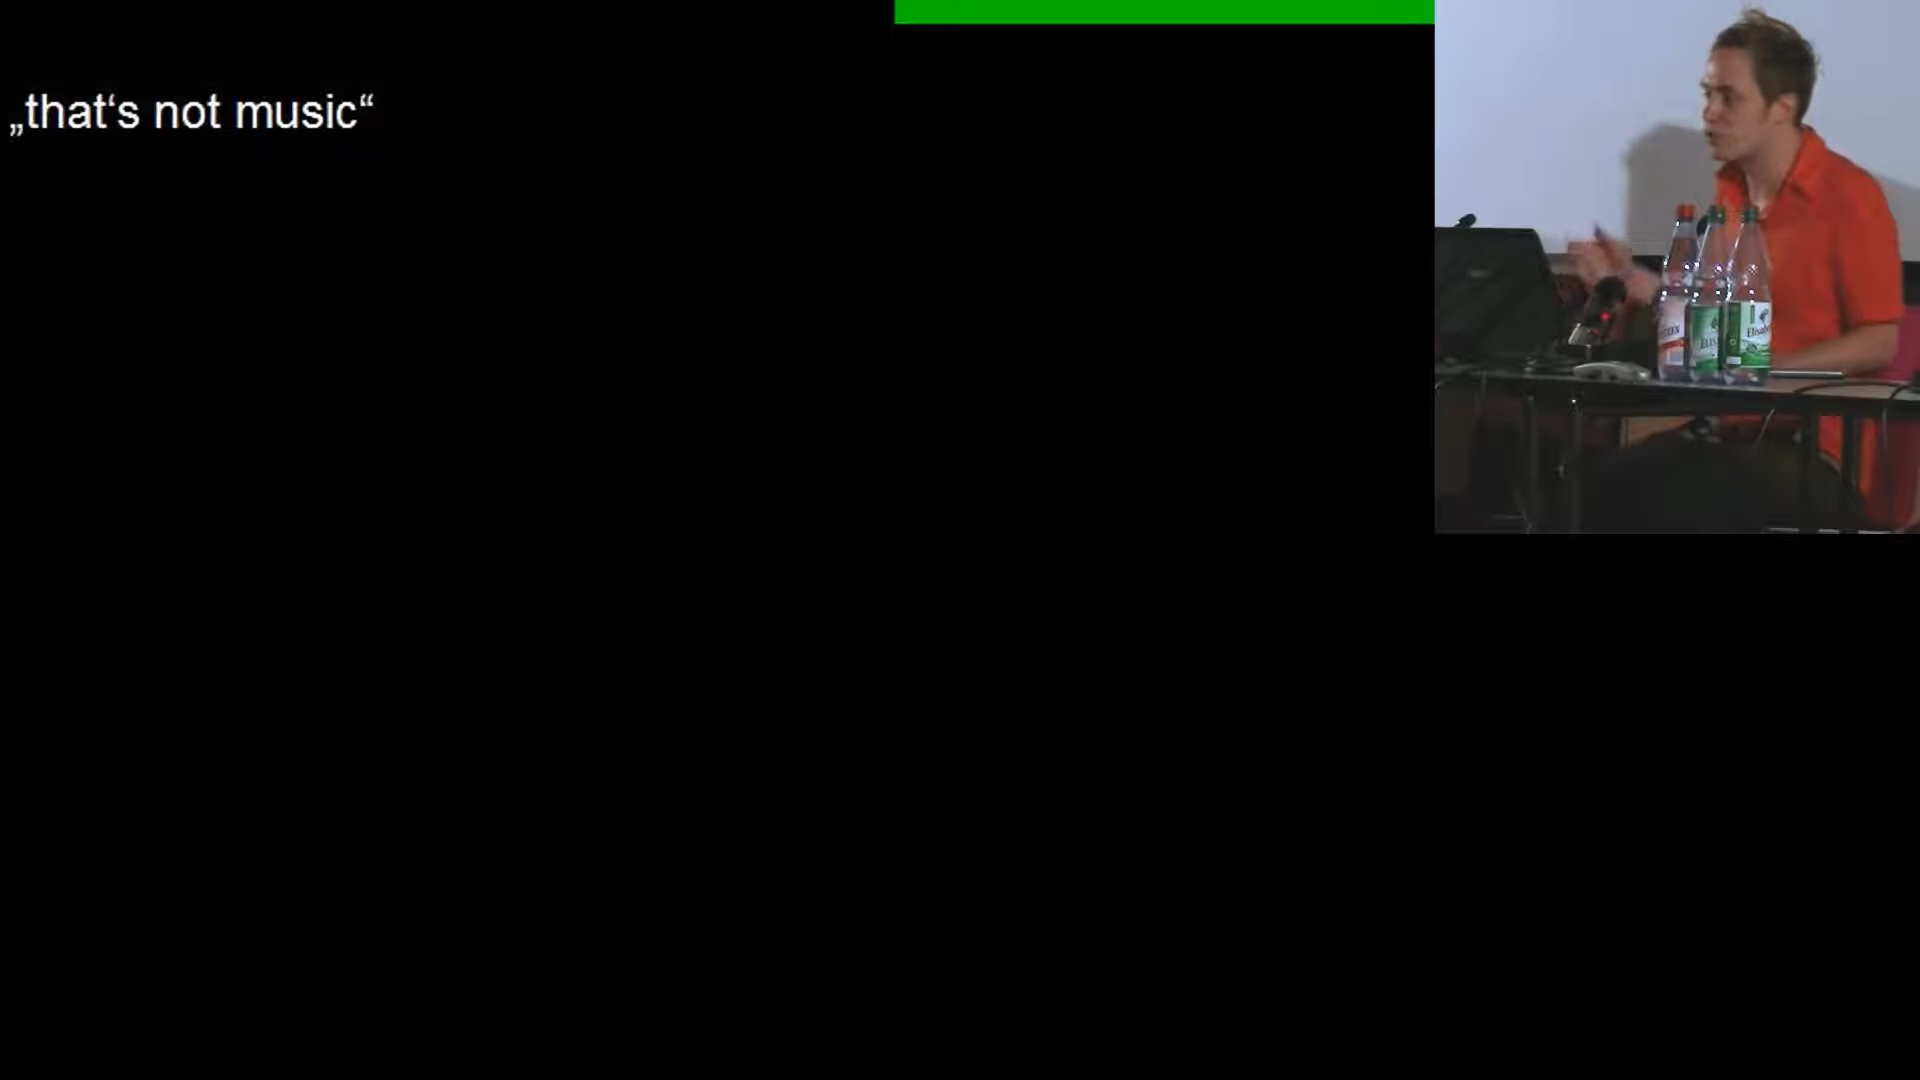 „that‘s not music“